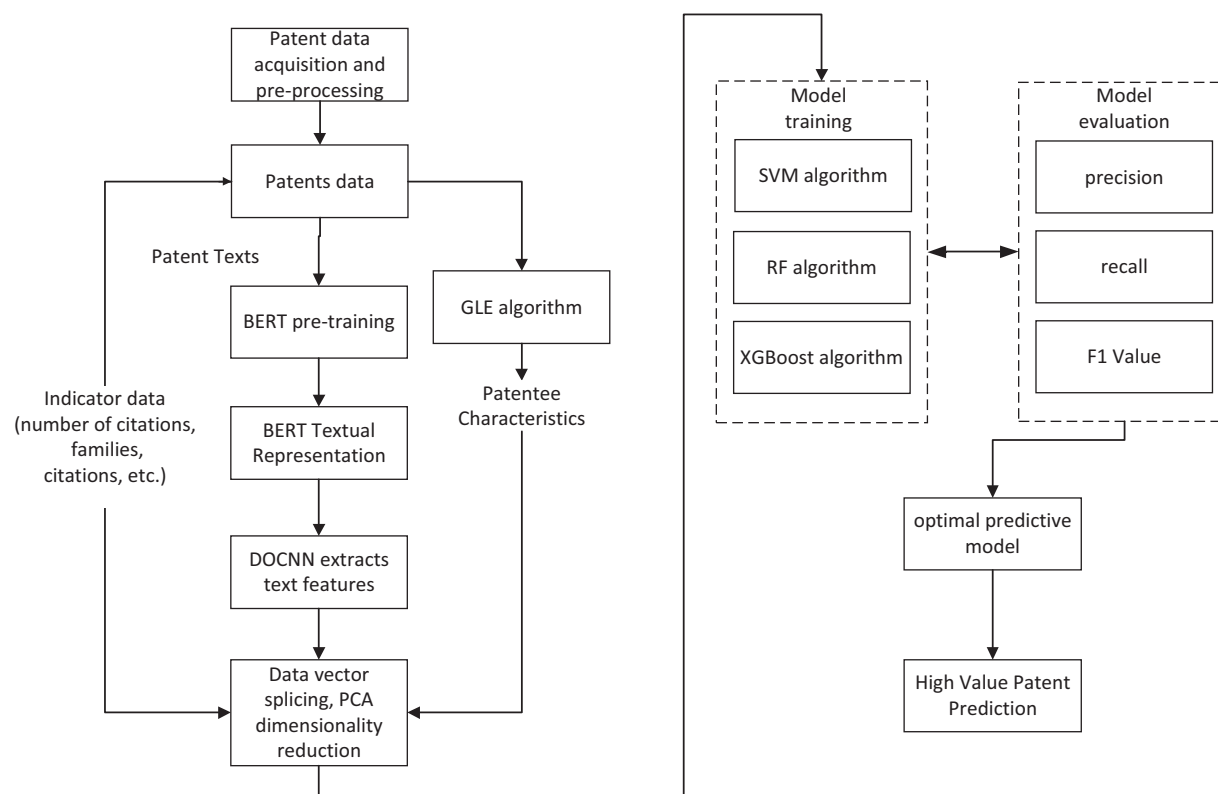 Patent data
acquisition and
pre-processing
Patents data
Patent Texts
BERT pre-training
GLE algorithm
Indicator data
(number of citations,
families,
citations, etc.)
Patentee
Characteristics
BERT Textual
Representation
DOCNN extracts
text features
Data vector
splicing, PCA
dimensionality
reduction
Model
training
SVM algorithm
RF algorithm
XGBoost algorithm
Model
evaluation
precision
recall
F1 Value
optimal predictive
model
High Value Patent
Prediction